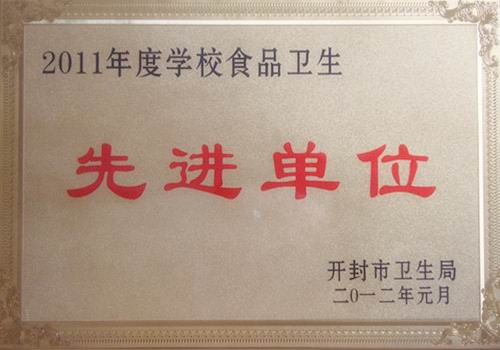 2011年度学校食品卫生
先进单位
开封市卫生局
二〇一二年元月